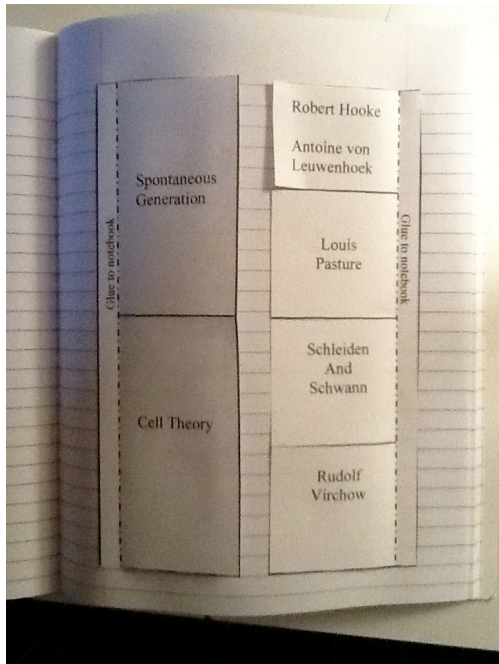 Glue to notebook
Spontaneous
Generation
Cell Theory
Robert Hooke
Antoine von
Leuwenhoek
Louis
Pasture
Schleiden
And
Schwann
Rudolf
Virchow
Glue to notebook